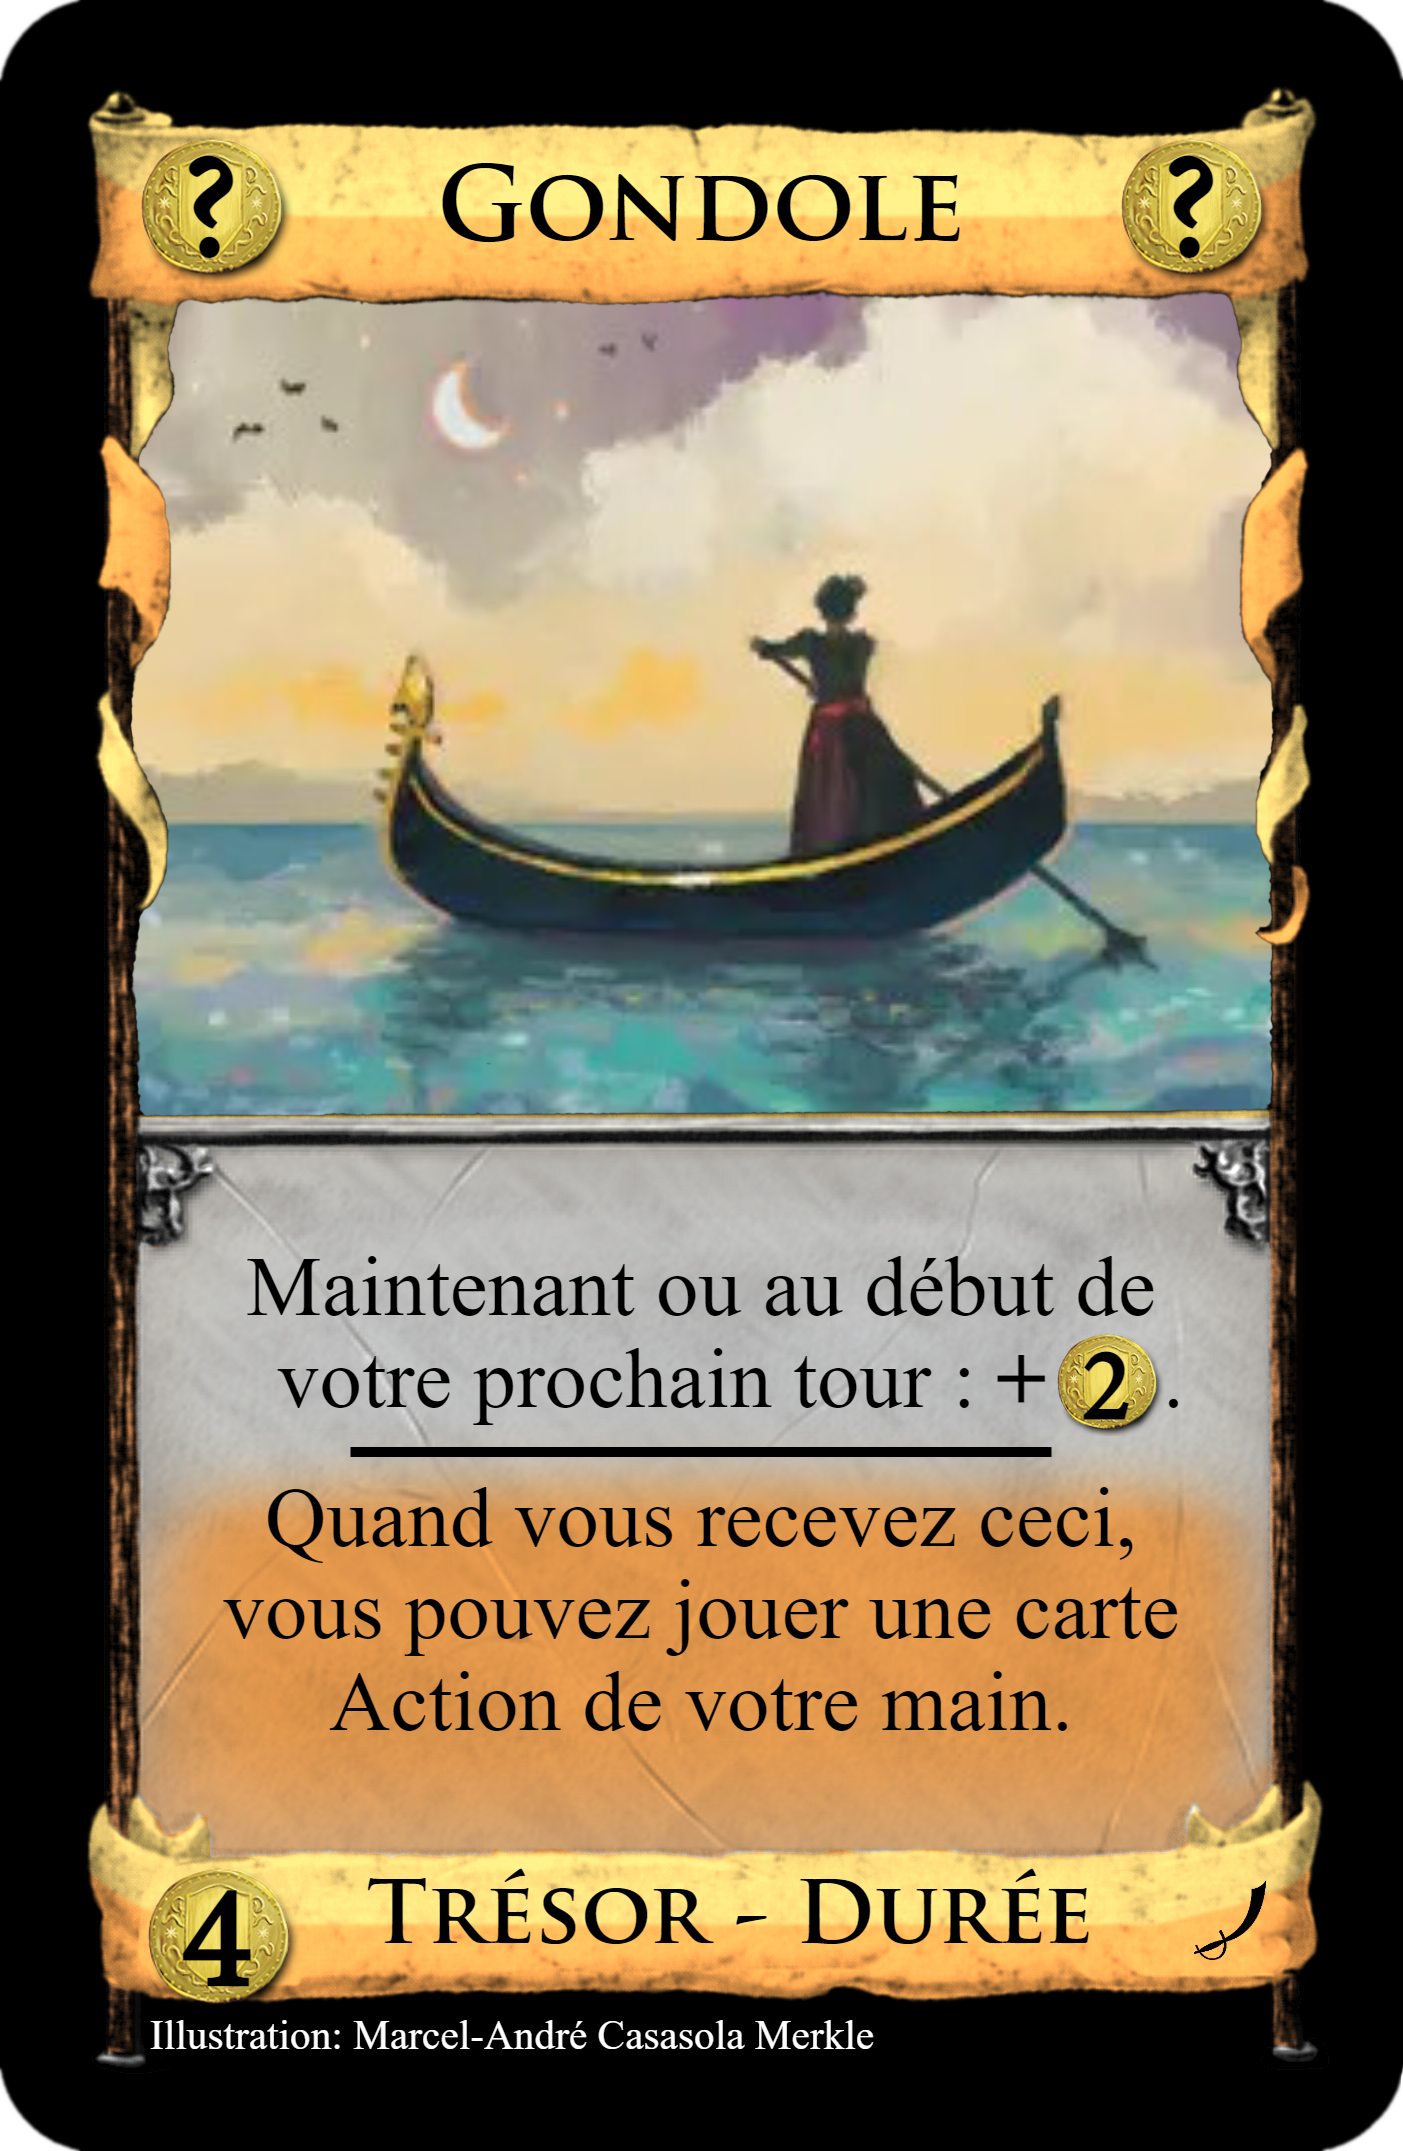 ? Gondole ?
Maintenant ou au début de
votre prochain tour : + 2 .
Quand vous recevez ceci,
vous pouvez jouer une carte
Action de votre main.
4 Trésor - Durée
Illustration: Marcel-André Casasola Merkle